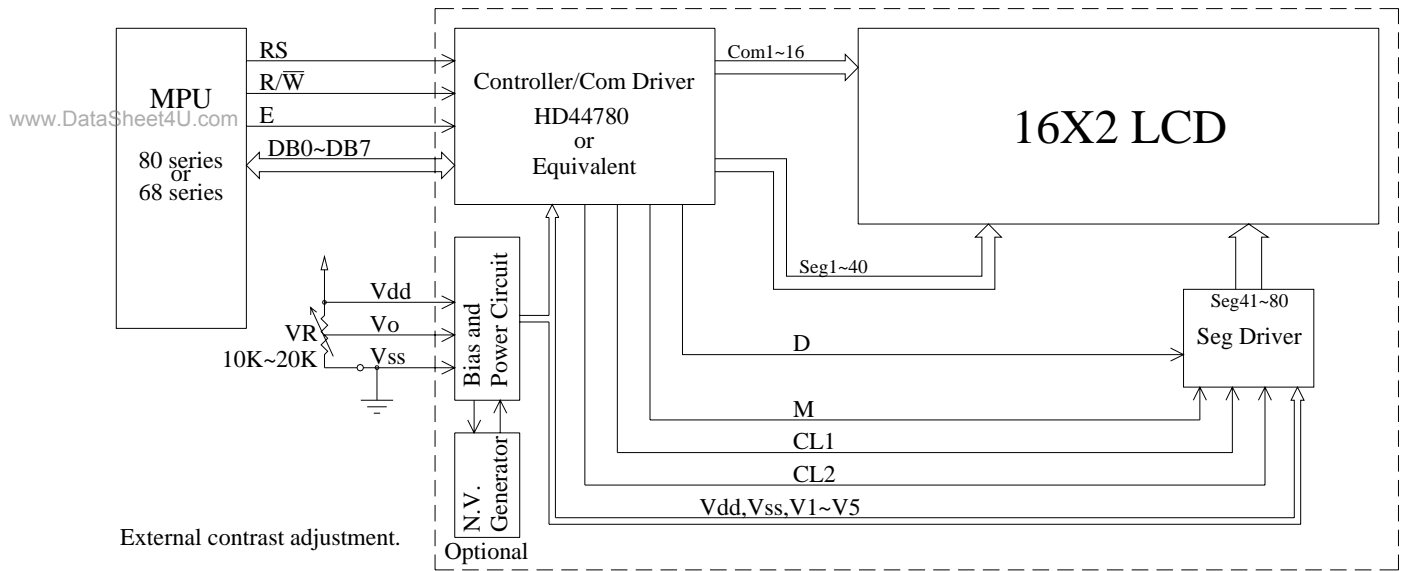 RS
R/W̅
E
DB0~DB7
MPU
80 series
or
68 series
www.DataSheet4U.com
Controller/Com Driver
HD44780
or
Equivalent
Com1~16
16X2 LCD
Seg1~40
Seg41~80
Seg Driver
Vdd
Vo
Vss
VR
10K~20K
Bias and
Power Circuit
N.V.
Generator
Optional
D
M
CL1
CL2
Vdd,Vss,V1~V5
External contrast adjustment.